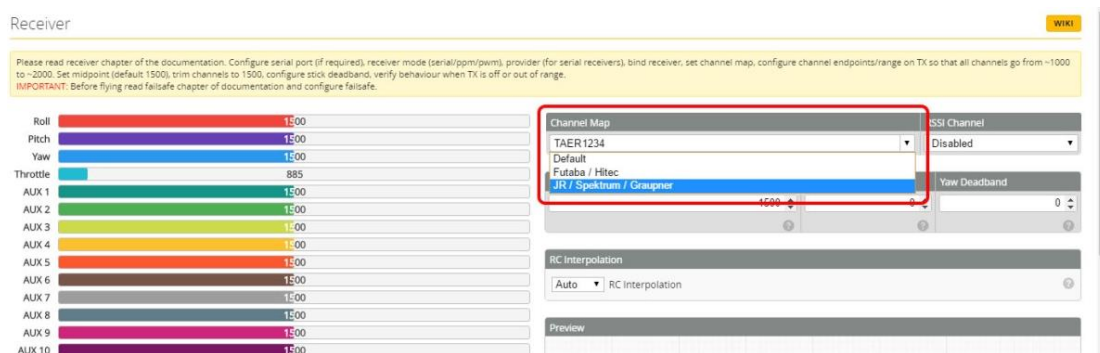 Receiver
WIKI
Please read receiver chapter of the documentation. Configure serial port (if required), receiver mode (serial/ppm/pwm), provider (for serial receivers), bind receiver, set channel map, configure channel endpoints/range on TX so that all channels go from ~1000
to ~2000. Set midpoint (default 1500), trim channels to 1500, configure stick deadband, verify behaviour when TX is off or out of range.
IMPORTANT: Before flying read failsafe chapter of documentation and configure failsafe.
Roll 1500
Pitch 1500
Yaw 1500
Throttle 885
AUX 1 1500
AUX 2 1500
AUX 3 1500
AUX 4 1500
AUX 5 1500
AUX 6 1500
AUX 7 1500
AUX 8 1500
AUX 9 1500
AUX 10 1500
Channel Map
RSSI Channel
TAER1234
Disabled
Default
Futaba / Hitec
JR / Spektrum / Graupner
Yaw Deadband
1500
0
0
RC Interpolation
Auto RC Interpolation
Preview